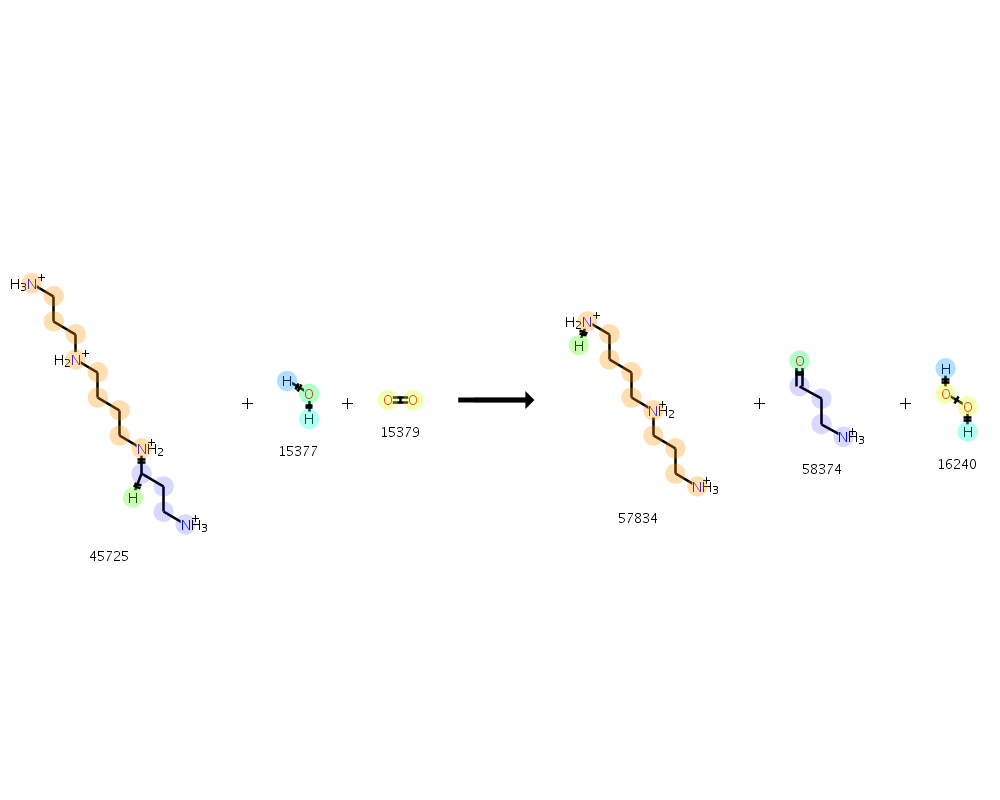 H3N+
H2N+
NH2+
H
NH3+
45725
+
H
O
H
15377
+
O O
15379
H2N+
H
NH2+
NH3+
57834
+
O
NH3+
58374
+
H
O
O
H
16240